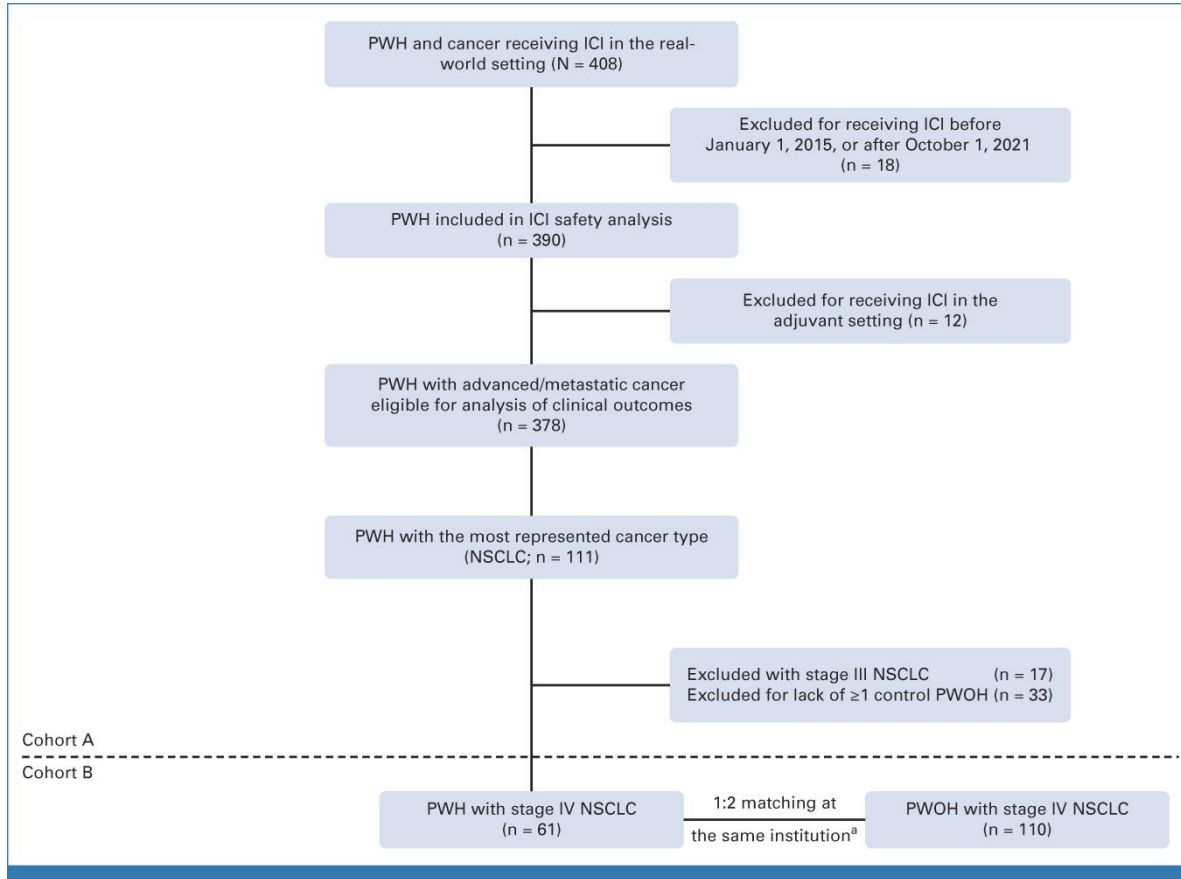 PWH and cancer receiving ICI in the real-
world setting (N = 408)
Excluded for receiving ICI before
January 1, 2015, or after October 1, 2021
(n = 18)
PWH included in ICI safety analysis
(n = 390)
Excluded for receiving ICI in the
adjuvant setting (n = 12)
PWH with advanced/metastatic cancer
eligible for analysis of clinical outcomes
(n = 378)
PWH with the most represented cancer type
(NSCLC; n = 111)
Excluded with stage III NSCLC (n = 17)
Excluded for lack of ≥1 control PWOH (n = 33)
Cohort A
Cohort B
PWH with stage IV NSCLC
(n = 61)
1:2 matching at
the same institutionᵃ
PWOH with stage IV NSCLC
(n = 110)